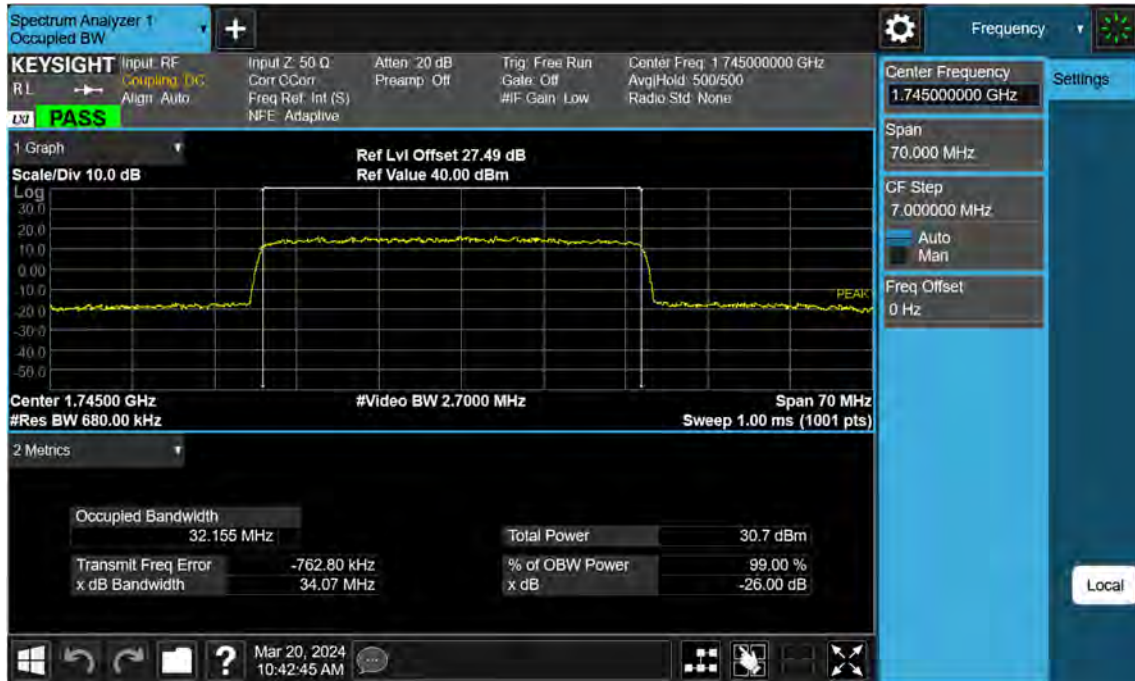 Spectrum Analyzer 1
Occupied BW
+
Frequency
KEYSIGHT
RL
LXI
PASS
Input: RF
Coupling: DC
Align: Auto
Input Z: 50 Ω
Corr CCorr
Freq Ref: Int (S)
NFE: Adaptive
Atten: 20 dB
Preamp: Off
Trig: Free Run
Gate: Off
#IF Gain: Low
Center Freq: 1.745000000 GHz
Avg|Hold: 500/500
Radio Std: None
1 Graph
Scale/Div 10.0 dB
Ref Lvl Offset 27.49 dB
Ref Value 40.00 dBm
Log
30.0
20.0
10.0
0.00
-10.0
-20.0
-30.0
-40.0
-50.0
PEAK
Center 1.74500 GHz
#Video BW 2.7000 MHz
Span 70 MHz
#Res BW 680.00 kHz
Sweep 1.00 ms (1001 pts)
2 Metrics
Occupied Bandwidth
32.155 MHz
Total Power 30.7 dBm
Transmit Freq Error -762.80 kHz
% of OBW Power 99.00 %
x dB Bandwidth 34.07 MHz
x dB -26.00 dB
Center Frequency
1.745000000 GHz
Settings
Span
70.000 MHz
CF Step
7.000000 MHz
Auto
Man
Freq Offset
0 Hz
Local
?
Mar 20, 2024
10:42:45 AM